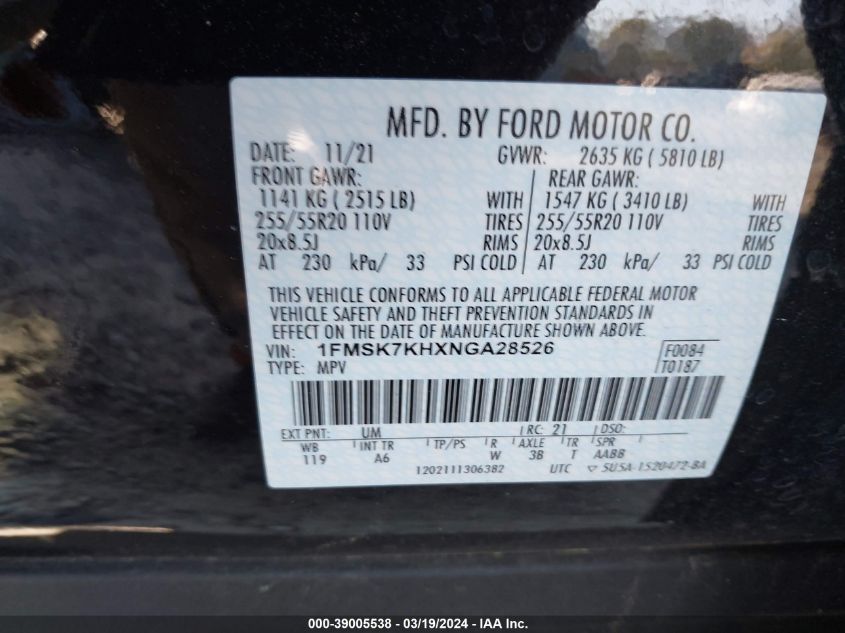 MFD. BY FORD MOTOR CO.
DATE: 11/21 GVWR: 2635 KG ( 5810 LB)
FRONT GAWR: REAR GAWR:
1141 KG ( 2515 LB) WITH 1547 KG ( 3410 LB) WITH
255/55R20 110V TIRES 255/55R20 110V TIRES
20x8.5J RIMS 20x8.5J RIMS
AT 230 kPa/ 33 PSI COLD AT 230 kPa/ 33 PSI COLD
THIS VEHICLE CONFORMS TO ALL APPLICABLE FEDERAL MOTOR
VEHICLE SAFETY AND THEFT PREVENTION STANDARDS IN
EFFECT ON THE DATE OF MANUFACTURE SHOWN ABOVE.
VIN: 1FMSK7KHXNGA28526 F0084
TYPE: MPV T0187
EXT PNT: UM RC: 21 DSO:
WB INT TR TP/PS R AXLE TR SPR
119 A6 W 3B T AABB
1202111306382 UTC ▽ 5U5A-1520472-BA
000-39005538 - 03/19/2024 - IAA Inc.